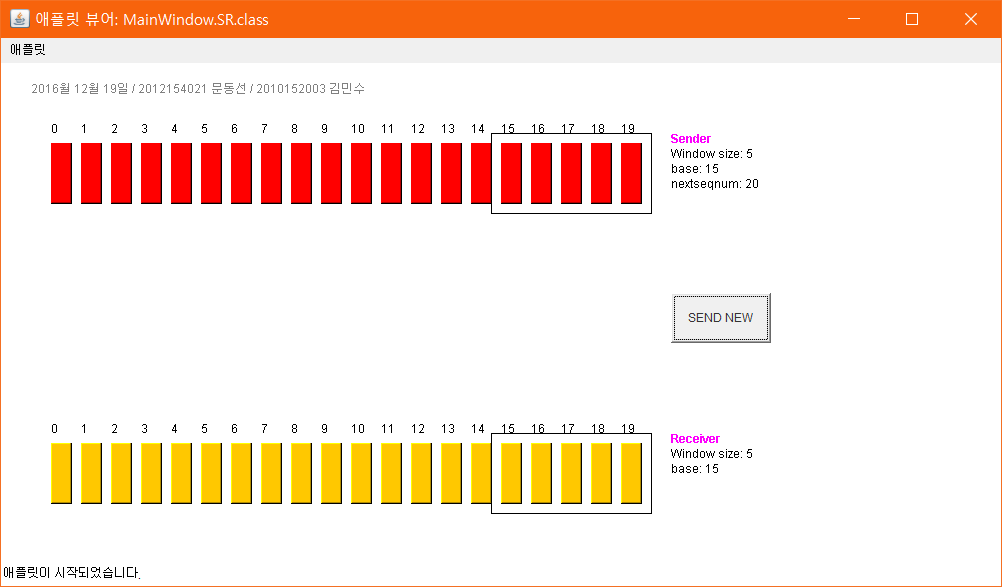 애플릿 뷰어: MainWindow.SR.class
애플릿
2016월 12월 19일 / 2012154021 문동선 / 2010152003 김민수
0 1 2 3 4 5 6 7 8 9 10 11 12 13 14 15 16 17 18 19
Sender
Window size: 5
base: 15
nextseqnum: 20
SEND NEW
0 1 2 3 4 5 6 7 8 9 10 11 12 13 14 15 16 17 18 19
Receiver
Window size: 5
base: 15
애플릿이 시작되었습니다.